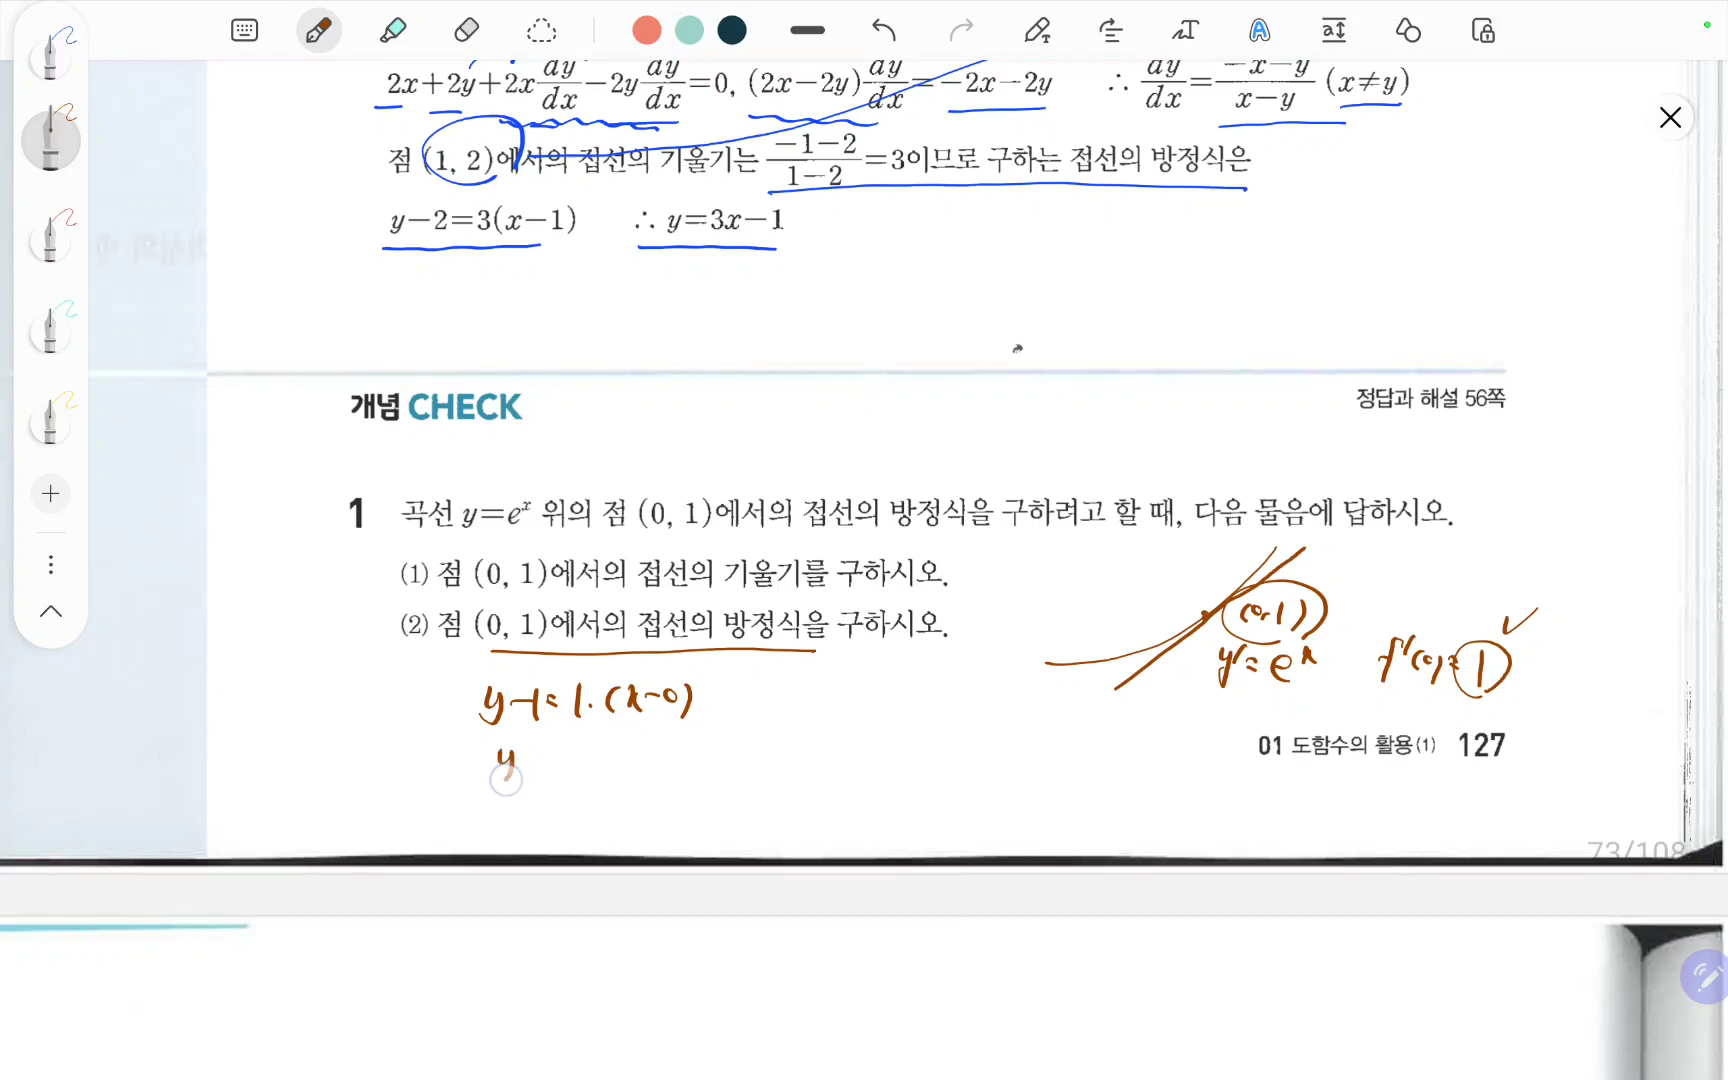 2x+2y+2x dy/dx−2y dy/dx=0, (2x−2y) dy/dx=−2x−2y ∴ dy/dx=(−x−y)/(x−y) (x≠y)
점 (1, 2)에서의 접선의 기울기는 (−1−2)/(1−2)=3이므로 구하는 접선의 방정식은
y−2=3(x−1) ∴ y=3x−1
개념 CHECK
정답과 해설 56쪽
1 곡선 y=eˣ 위의 점 (0, 1)에서의 접선의 방정식을 구하려고 할 때, 다음 물음에 답하시오.
(1) 점 (0, 1)에서의 접선의 기울기를 구하시오.
(2) 점 (0, 1)에서의 접선의 방정식을 구하시오.
(0,1)
y'=eˣ f'(0)=1
y-1=1·(x-0)
y
01 도함수의 활용(1) 127
73/108